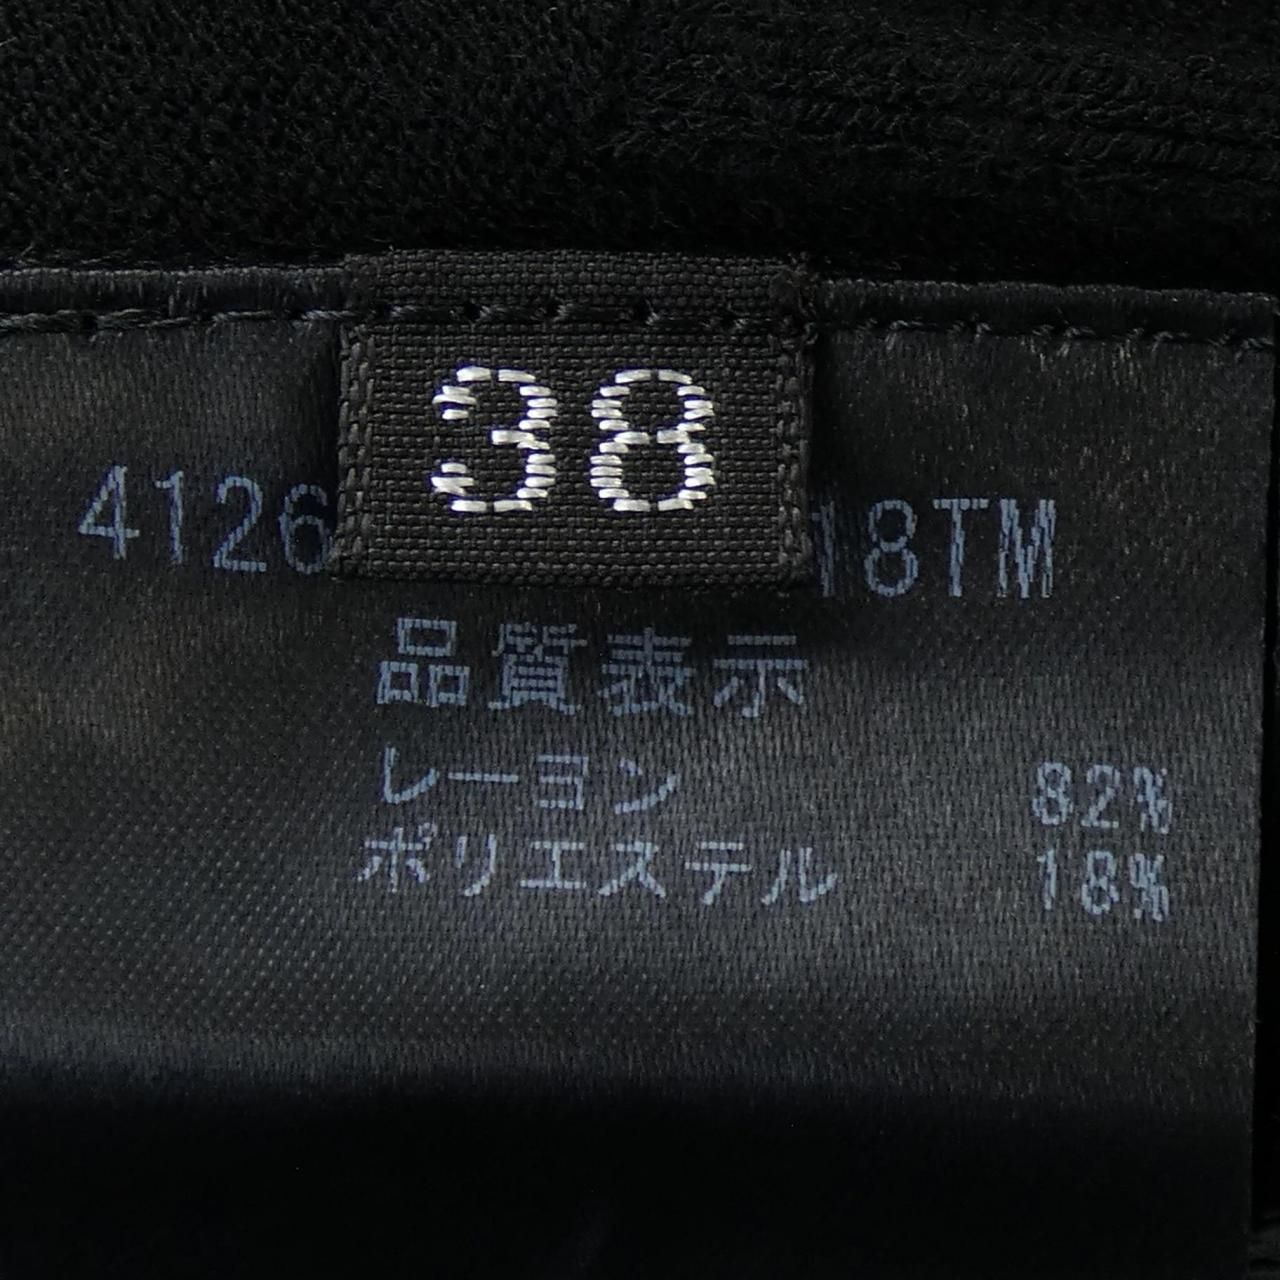 38
4126 18TM
品質表示
レーヨン 82%
ポリエステル 18%